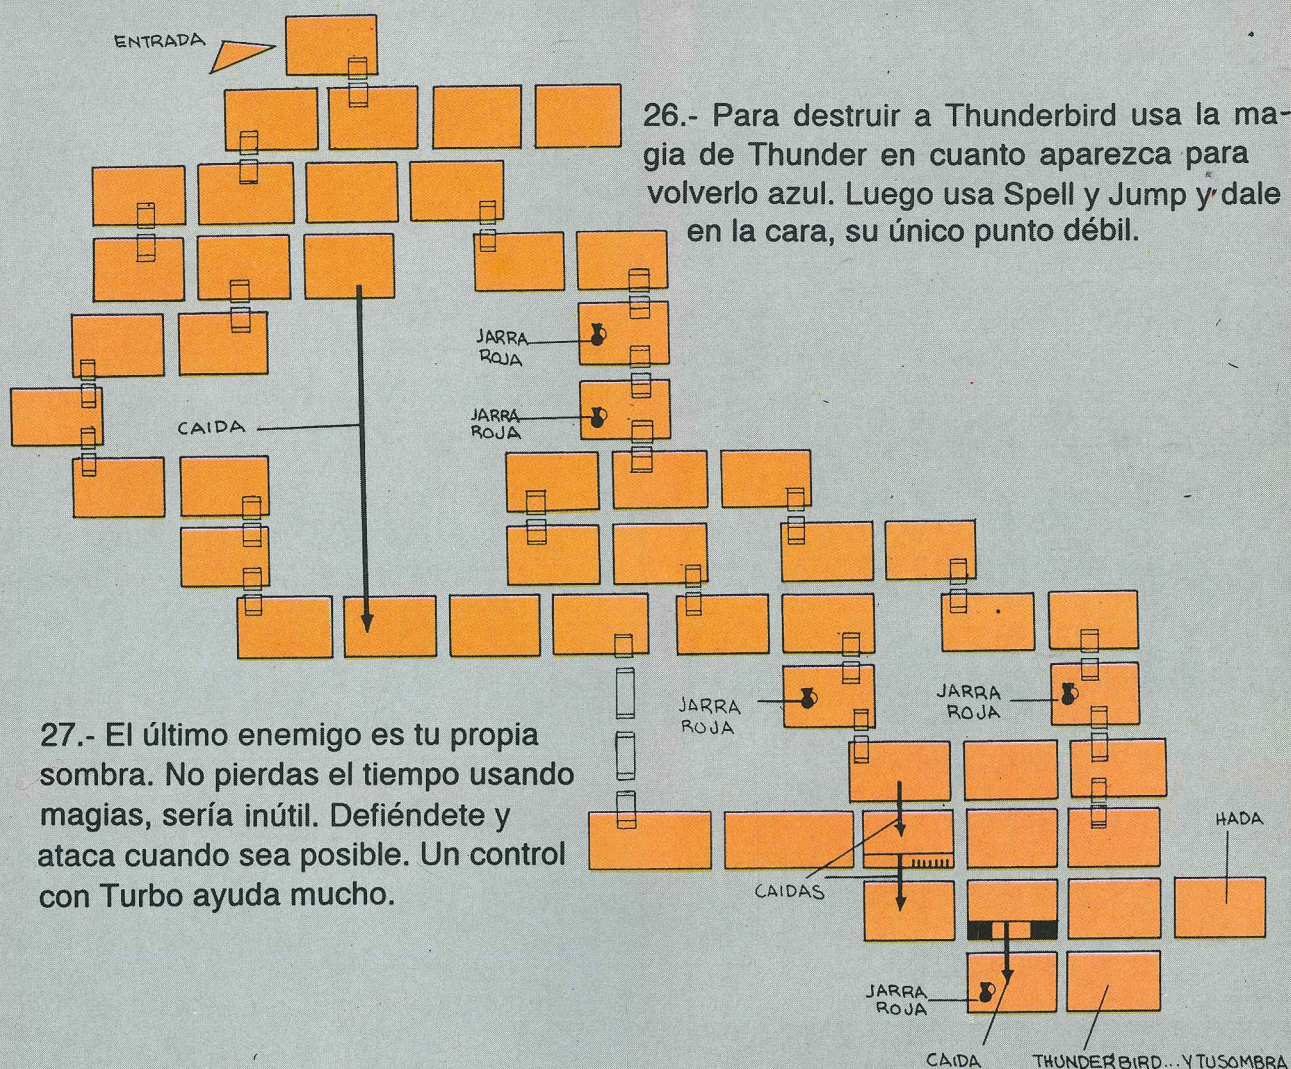 ENTRADA
26.- Para destruir a Thunderbird usa la ma-
gia de Thunder en cuanto aparezca para
volverlo azul. Luego usa Spell y Jump y dale
en la cara, su único punto débil.
JARRA
ROJA
JARRA
ROJA
CAIDA
JARRA
ROJA
JARRA
ROJA
27.- El último enemigo es tu propia
sombra. No pierdas el tiempo usando
magias, sería inútil. Defiéndete y
ataca cuando sea posible. Un control
con Turbo ayuda mucho.
HADA
CAIDAS
JARRA
ROJA
CAIDA
THUNDERBIRD...Y TU SOMBRA